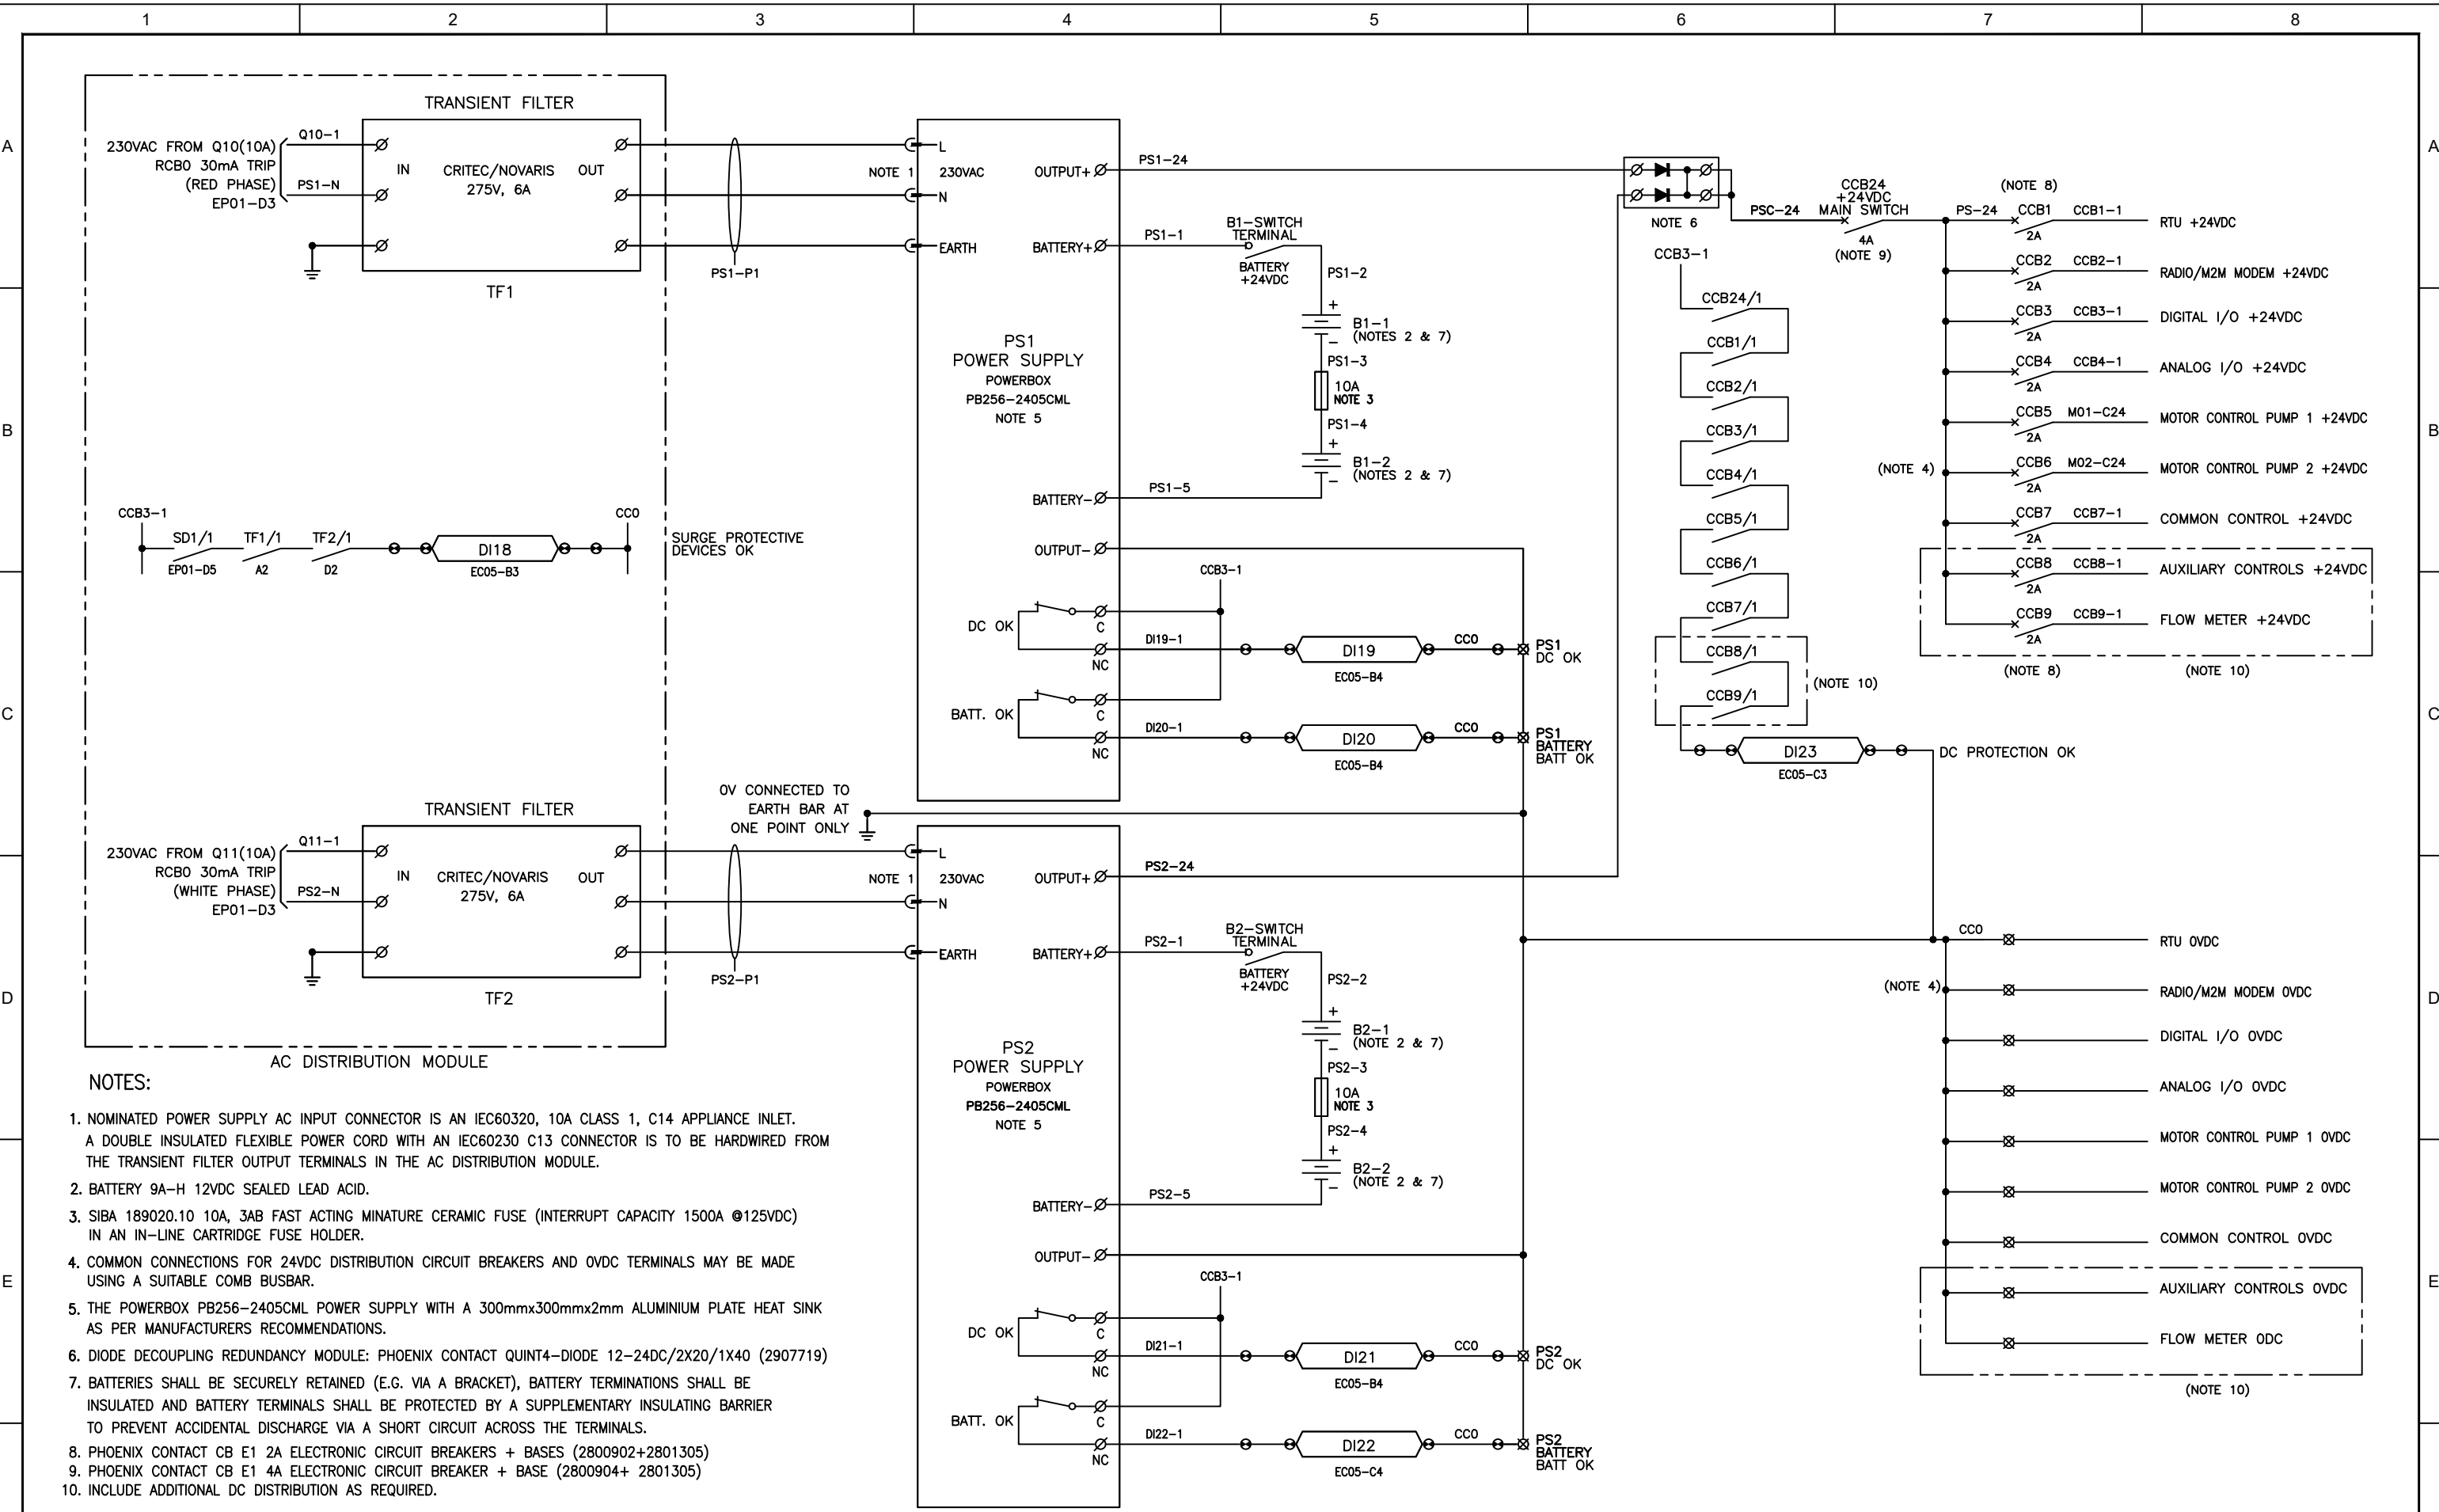 1 2 3 4 5 6 7 8
A
B
C
D
E
A
B
C
D
E
TRANSIENT FILTER
230VAC FROM Q10(10A)
RCBO 30mA TRIP
(RED PHASE)
EP01-D3
Q10-1
PS1-N
IN
CRITEC/NOVARIS
275V, 6A
OUT
TF1
PS1-P1
CCB3-1
SD1/1
EP01-D5
TF1/1
A2
TF2/1
D2
DI18
EC05-B3
CC0
SURGE PROTECTIVE
DEVICES OK
TRANSIENT FILTER
230VAC FROM Q11(10A)
RCBO 30mA TRIP
(WHITE PHASE)
EP01-D3
Q11-1
PS2-N
IN
CRITEC/NOVARIS
275V, 6A
OUT
TF2
PS2-P1
AC DISTRIBUTION MODULE
0V CONNECTED TO
EARTH BAR AT
ONE POINT ONLY
NOTE 1
L
230VAC
N
EARTH
OUTPUT+
BATTERY+
PS1
POWER SUPPLY
POWERBOX
PB256-2405CML
NOTE 5
BATTERY-
OUTPUT-
DC OK
C
NC
BATT. OK
C
NC
PS1-24
PS1-1
B1-SWITCH
TERMINAL
BATTERY
+24VDC
PS1-2
+
B1-1
(NOTES 2 & 7)
-
PS1-3
10A
NOTE 3
PS1-4
+
B1-2
(NOTES 2 & 7)
-
PS1-5
CCB3-1
DI19-1
DI19
EC05-B4
CC0
PS1
DC OK
DI20-1
DI20
EC05-B4
CC0
PS1
BATTERY
BATT OK
NOTE 1
L
230VAC
N
EARTH
OUTPUT+
BATTERY+
PS2
POWER SUPPLY
POWERBOX
PB256-2405CML
NOTE 5
BATTERY-
OUTPUT-
DC OK
C
NC
BATT. OK
C
NC
PS2-24
PS2-1
B2-SWITCH
TERMINAL
BATTERY
+24VDC
PS2-2
+
B2-1
(NOTE 2 & 7)
-
PS2-3
10A
NOTE 3
PS2-4
+
B2-2
(NOTE 2 & 7)
-
PS2-5
CCB3-1
DI21-1
DI21
EC05-B4
CC0
PS2
DC OK
DI22-1
DI22
EC05-C4
CC0
PS2
BATTERY
BATT OK
NOTE 6
PSC-24
CCB24
+24VDC
MAIN SWITCH
4A
(NOTE 9)
CCB3-1
CCB24/1
CCB1/1
CCB2/1
CCB3/1
CCB4/1
CCB5/1
CCB6/1
CCB7/1
CCB8/1
CCB9/1
(NOTE 10)
DI23
EC05-C3
DC PROTECTION OK
(NOTE 8)
PS-24 CCB1 CCB1-1 RTU +24VDC
2A
CCB2 CCB2-1 RADIO/M2M MODEM +24VDC
2A
CCB3 CCB3-1 DIGITAL I/O +24VDC
2A
CCB4 CCB4-1 ANALOG I/O +24VDC
2A
CCB5 M01-C24 MOTOR CONTROL PUMP 1 +24VDC
2A
(NOTE 4) CCB6 M02-C24 MOTOR CONTROL PUMP 2 +24VDC
2A
CCB7 CCB7-1 COMMON CONTROL +24VDC
2A
CCB8 CCB8-1 AUXILIARY CONTROLS +24VDC
2A
CCB9 CCB9-1 FLOW METER +24VDC
2A
(NOTE 8) (NOTE 10)
CC0 RTU 0VDC
(NOTE 4) RADIO/M2M MODEM 0VDC
DIGITAL I/O 0VDC
ANALOG I/O 0VDC
MOTOR CONTROL PUMP 1 0VDC
MOTOR CONTROL PUMP 2 0VDC
COMMON CONTROL 0VDC
AUXILIARY CONTROLS 0VDC
FLOW METER 0DC
(NOTE 10)
NOTES:
1. NOMINATED POWER SUPPLY AC INPUT CONNECTOR IS AN IEC60320, 10A CLASS 1, C14 APPLIANCE INLET.
A DOUBLE INSULATED FLEXIBLE POWER CORD WITH AN IEC60230 C13 CONNECTOR IS TO BE HARDWIRED FROM
THE TRANSIENT FILTER OUTPUT TERMINALS IN THE AC DISTRIBUTION MODULE.
2. BATTERY 9A-H 12VDC SEALED LEAD ACID.
3. SIBA 189020.10 10A, 3AB FAST ACTING MINATURE CERAMIC FUSE (INTERRUPT CAPACITY 1500A @125VDC)
IN AN IN-LINE CARTRIDGE FUSE HOLDER.
4. COMMON CONNECTIONS FOR 24VDC DISTRIBUTION CIRCUIT BREAKERS AND 0VDC TERMINALS MAY BE MADE
USING A SUITABLE COMB BUSBAR.
5. THE POWERBOX PB256-2405CML POWER SUPPLY WITH A 300mmx300mmx2mm ALUMINIUM PLATE HEAT SINK
AS PER MANUFACTURERS RECOMMENDATIONS.
6. DIODE DECOUPLING REDUNDANCY MODULE: PHOENIX CONTACT QUINT4-DIODE 12-24DC/2X20/1X40 (2907719)
7. BATTERIES SHALL BE SECURELY RETAINED (E.G. VIA A BRACKET), BATTERY TERMINATIONS SHALL BE
INSULATED AND BATTERY TERMINALS SHALL BE PROTECTED BY A SUPPLEMENTARY INSULATING BARRIER
TO PREVENT ACCIDENTAL DISCHARGE VIA A SHORT CIRCUIT ACROSS THE TERMINALS.
8. PHOENIX CONTACT CB E1 2A ELECTRONIC CIRCUIT BREAKERS + BASES (2800902+2801305)
9. PHOENIX CONTACT CB E1 4A ELECTRONIC CIRCUIT BREAKER + BASE (2800904+ 2801305)
10. INCLUDE ADDITIONAL DC DISTRIBUTION AS REQUIRED.